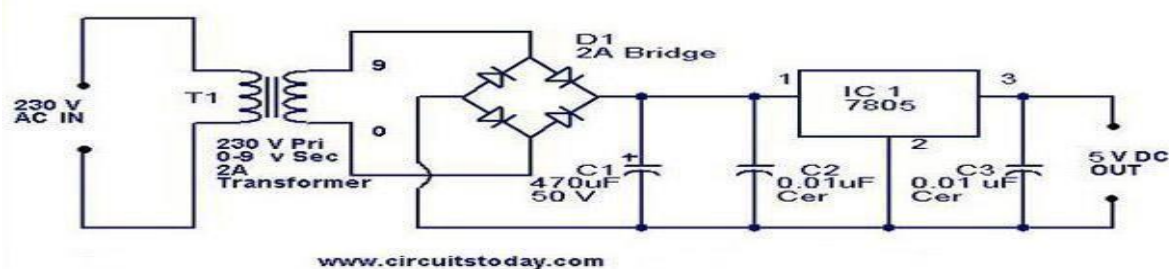 230 V
AC IN
T1
9
0
230 V Pri
0-9 v Sec
2A
Transformer
D1
2A Bridge
C1
+
470uF
50 V
C2
0.01uF
Cer
1
IC 1
7805
2
3
C3
0.01 uF
Cer
5 V DC
OUT
www.circuitstoday.com